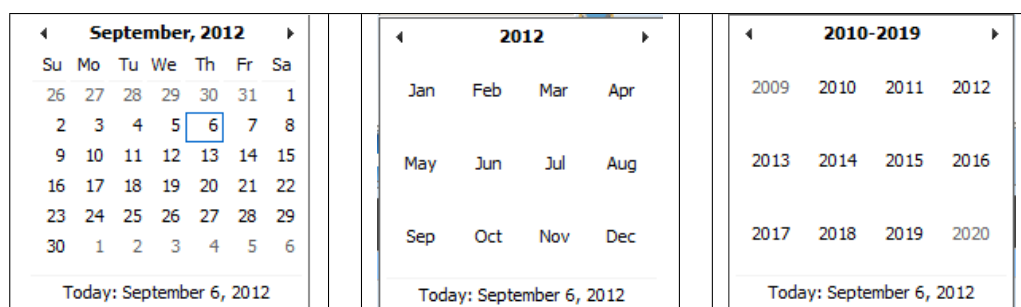 September, 2012
Su Mo Tu We Th Fr Sa
26 27 28 29 30 31 1
2 3 4 5 6 7 8
9 10 11 12 13 14 15
16 17 18 19 20 21 22
23 24 25 26 27 28 29
30 1 2 3 4 5 6
Today: September 6, 2012
2012
Jan Feb Mar Apr
May Jun Jul Aug
Sep Oct Nov Dec
Today: September 6, 2012
2010-2019
2009 2010 2011 2012
2013 2014 2015 2016
2017 2018 2019 2020
Today: September 6, 2012